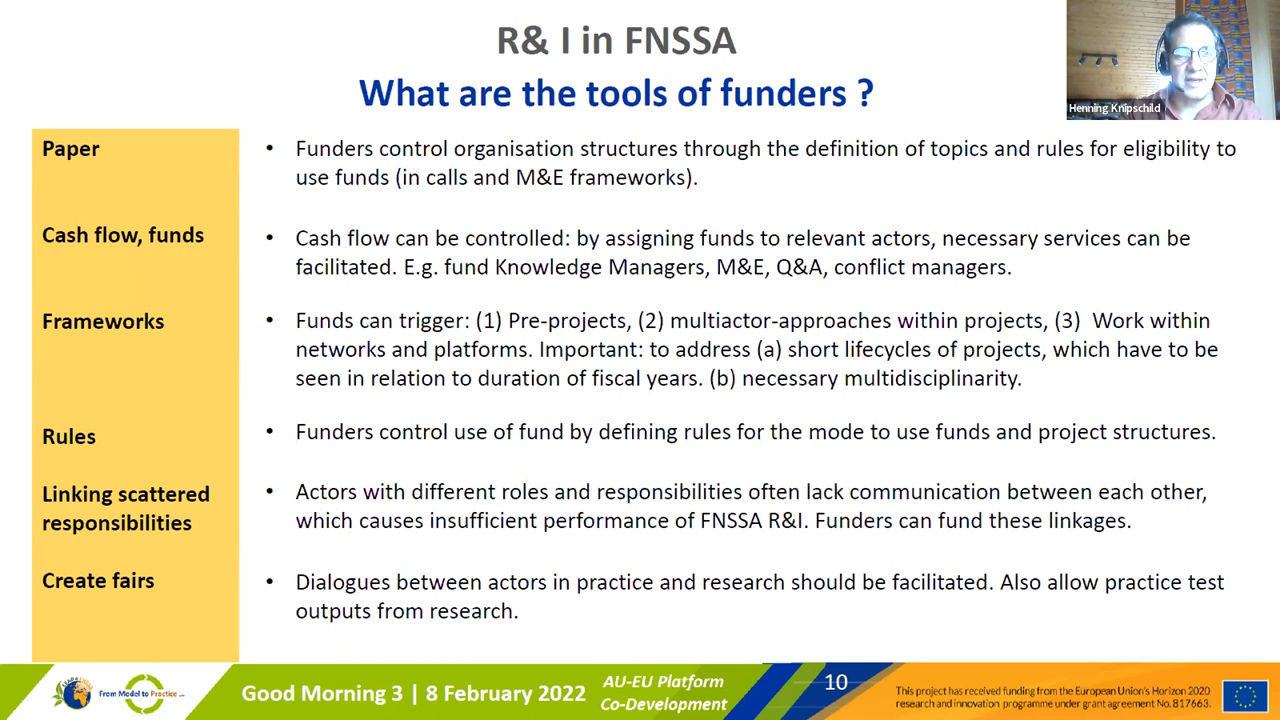 R& I in FNSSA
What are the tools of funders ?
Henning Knipschild
Paper
• Funders control organisation structures through the definition of topics and rules for eligibility to
use funds (in calls and M&E frameworks).
Cash flow, funds
• Cash flow can be controlled: by assigning funds to relevant actors, necessary services can be
facilitated. E.g. fund Knowledge Managers, M&E, Q&A, conflict managers.
Frameworks
• Funds can trigger: (1) Pre-projects, (2) multiactor-approaches within projects, (3) Work within
networks and platforms. Important: to address (a) short lifecycles of projects, which have to be
seen in relation to duration of fiscal years. (b) necessary multidisciplinarity.
Rules
• Funders control use of fund by defining rules for the mode to use funds and project structures.
Linking scattered
responsibilities
• Actors with different roles and responsibilities often lack communication between each other,
which causes insufficient performance of FNSSA R&I. Funders can fund these linkages.
Create fairs
• Dialogues between actors in practice and research should be facilitated. Also allow practice test
outputs from research.
From Model to Practice ...
Good Morning 3 | 8 February 2022
AU-EU Platform
Co-Development
10
This project has received funding from the European Union's Horizon 2020
research and innovation programme under grant agreement No. 817663.